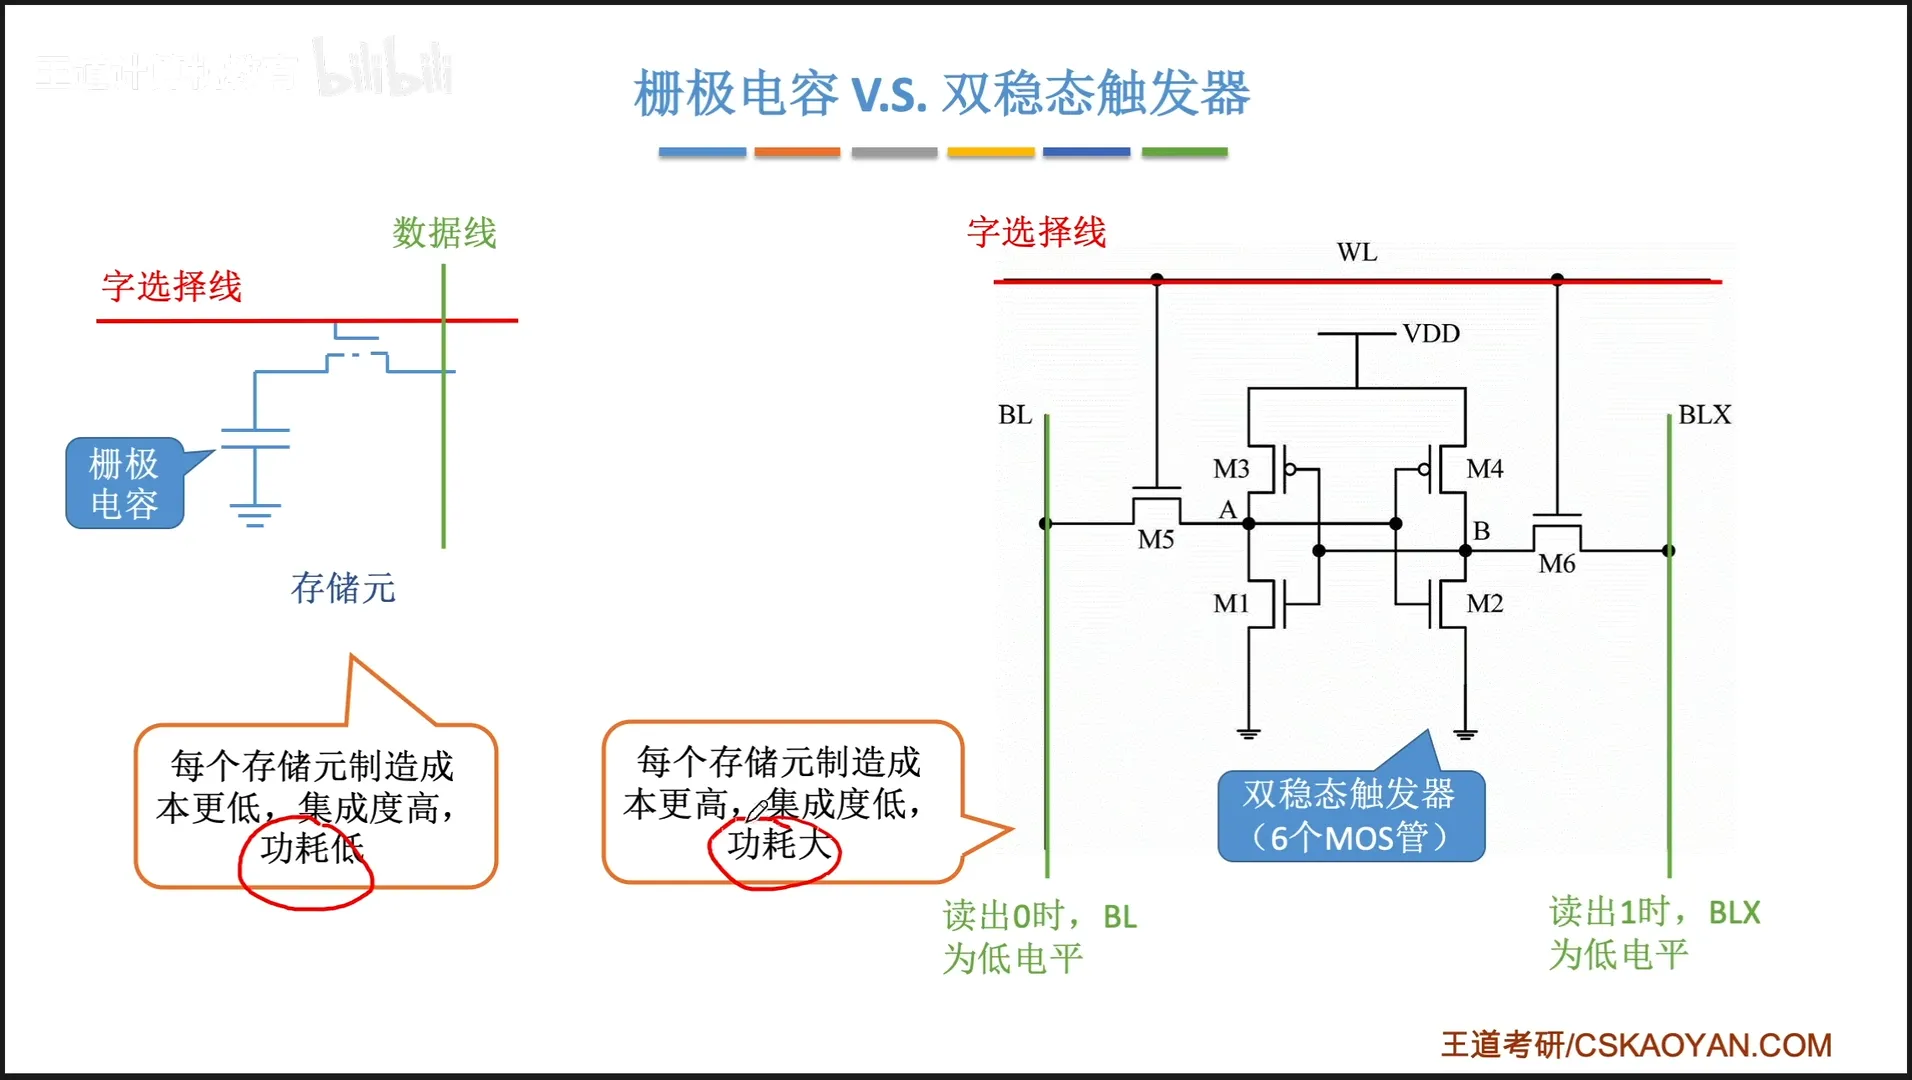 王道计算机教育 bilibili
栅极电容 V.S. 双稳态触发器
数据线
字选择线
栅极
电容
存储元
每个存储元制造成
本更低，集成度高，
功耗低
每个存储元制造成
本更高，集成度低，
功耗大
字选择线
WL
VDD
BL
BLX
M3
M4
A
B
M5
M6
M1
M2
双稳态触发器
（6个MOS管）
读出0时，BL
为低电平
读出1时，BLX
为低电平
王道考研/CSKAOYAN.COM